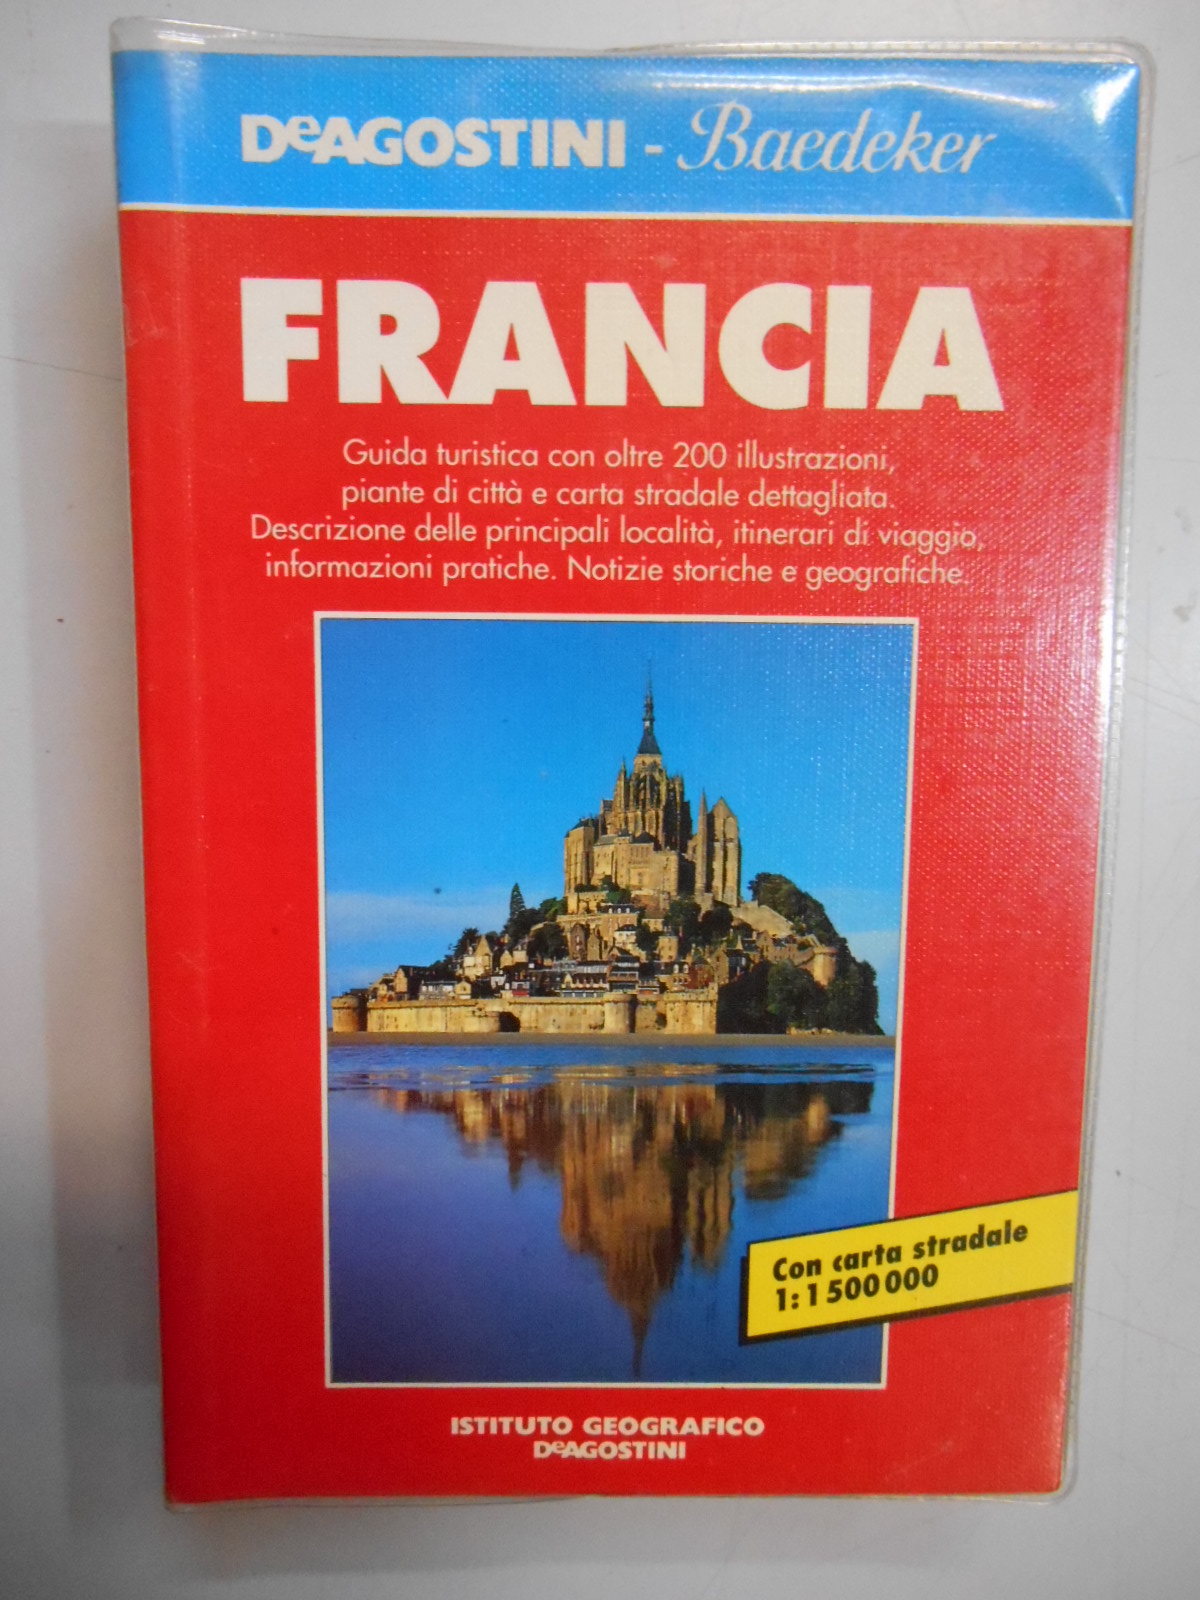 DeAGOSTINI - Baedeker
FRANCIA
Guida turistica con oltre 200 illustrazioni,
piante di città e carta stradale dettagliata.
Descrizione delle principali località, itinerari di viaggio,
informazioni pratiche. Notizie storiche e geografiche.
Con carta stradale
1:1 500 000
ISTITUTO GEOGRAFICO
DeAGOSTINI